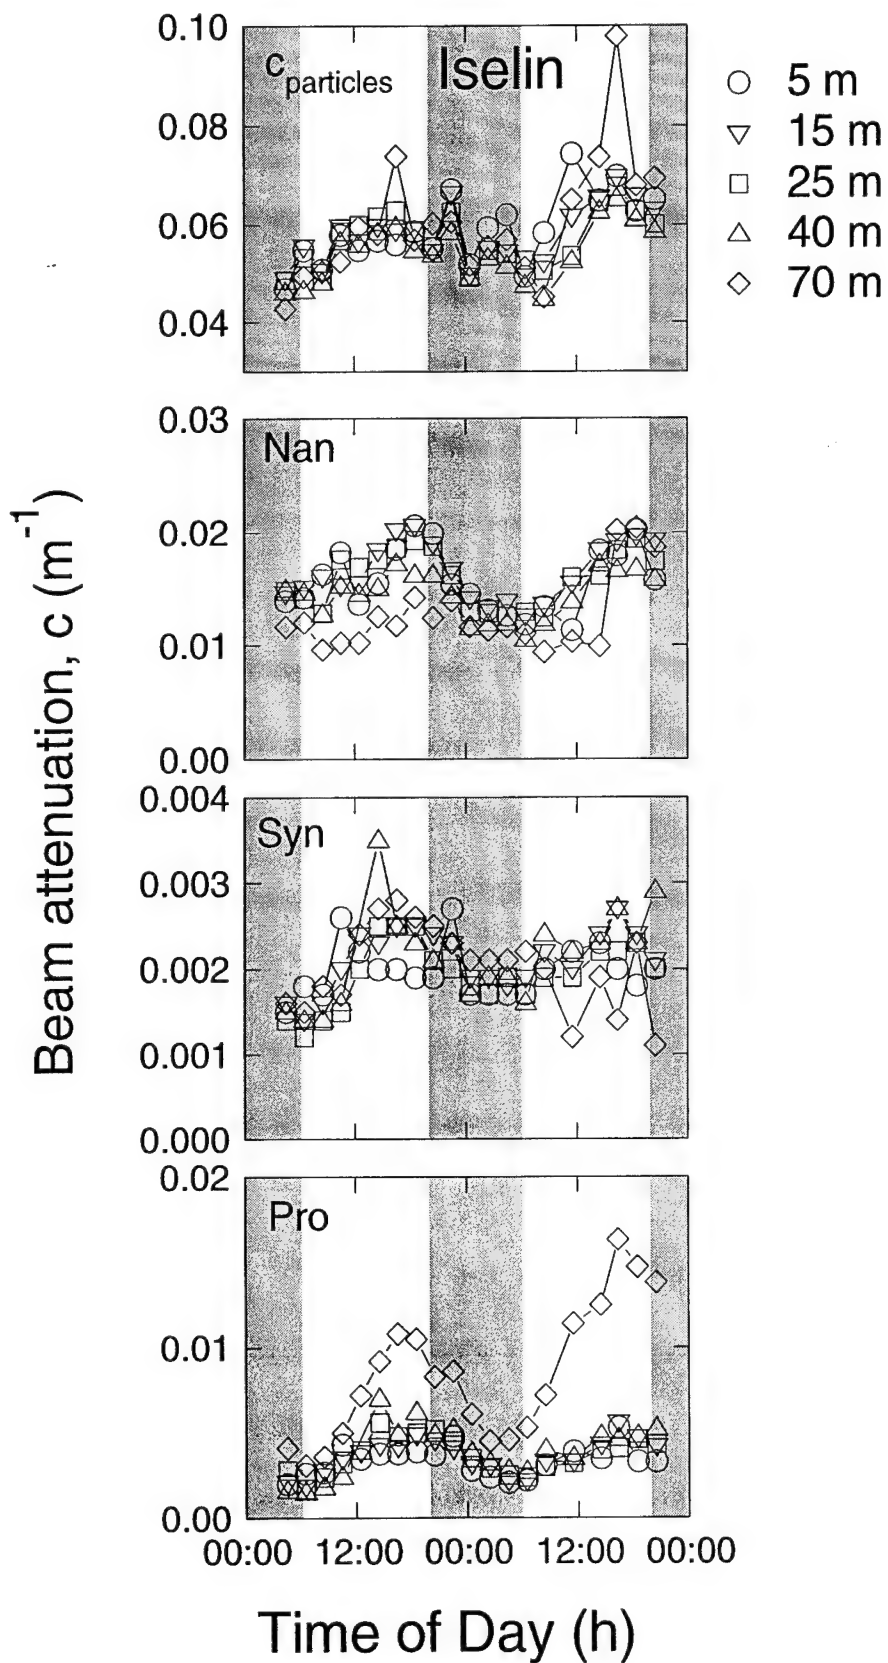 0.10
c particles Iselin
0.08
0.06
0.04
5 m
15 m
25 m
40 m
70 m
0.03
Nan
0.02
0.01
0.00
0.004
Syn
0.003
0.002
0.001
0.000
0.02
Pro
0.01
0.00
00:00 12:00 00:00 12:00 00:00
Time of Day (h)
Beam attenuation, c (m⁻¹)